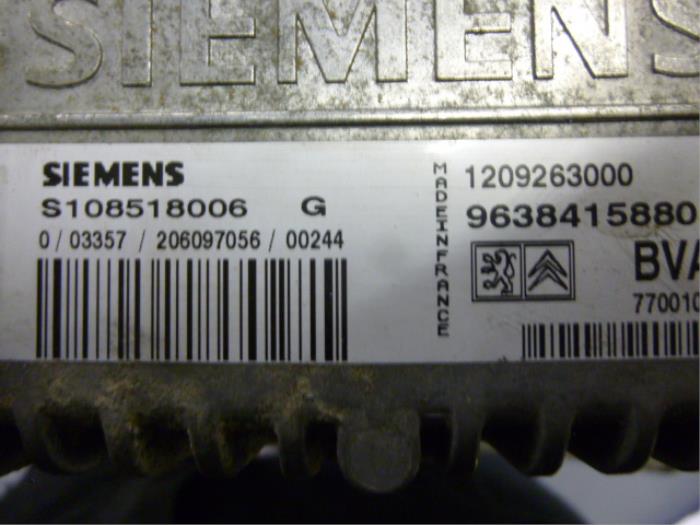 SIEMENS
SIEMENS
S108518006 G
0 / 03357 / 206097056 / 00244
MADEINFRANCE
1209263000
9638415880
BVA
770010